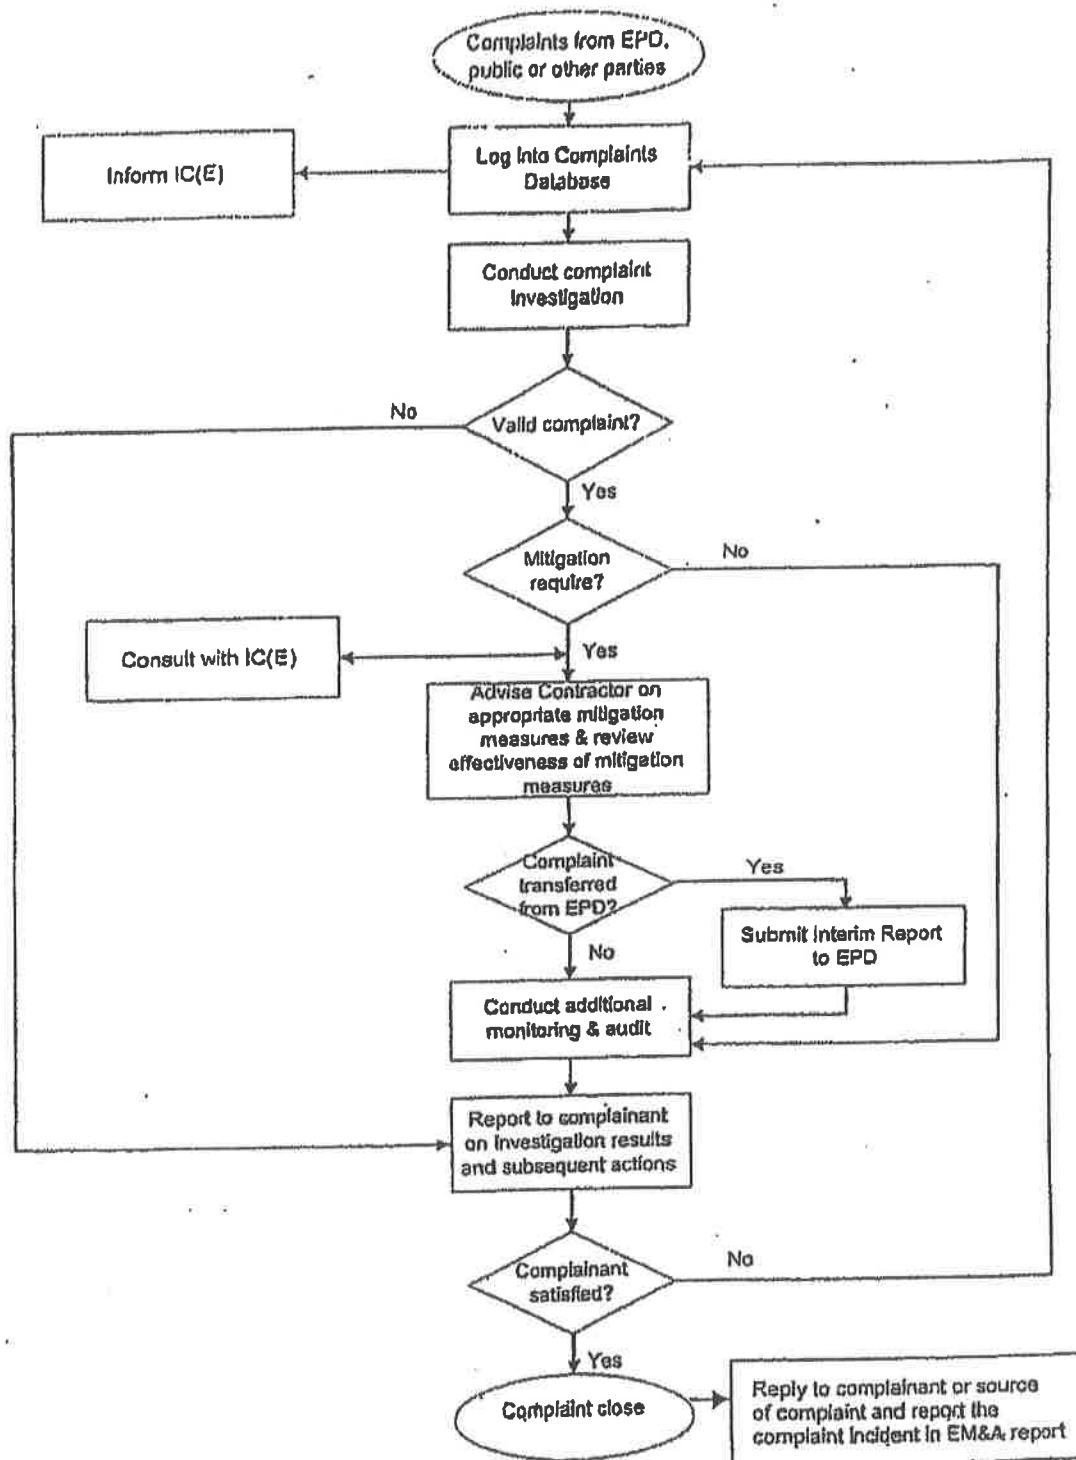 Complaints from EPD,
public or other parties
Log Into Complaints
Database
Inform IC(E)
Conduct complaint
Investigation
Valid complaint?
No
Yes
Mitigation
require?
No
Yes
Consult with IC(E)
Advise Contractor on
appropriate mitigation
measures & review
effectiveness of mitigation
measures
Complaint
transferred
from EPD?
Yes
Submit Interim Report
to EPD
No
Conduct additional
monitoring & audit
Report to complainant
on Investigation results
and subsequent actions
Complainant
satisfied?
No
Yes
Complaint close
Reply to complainant or source
of complaint and report the
complaint Incident in EM&A report